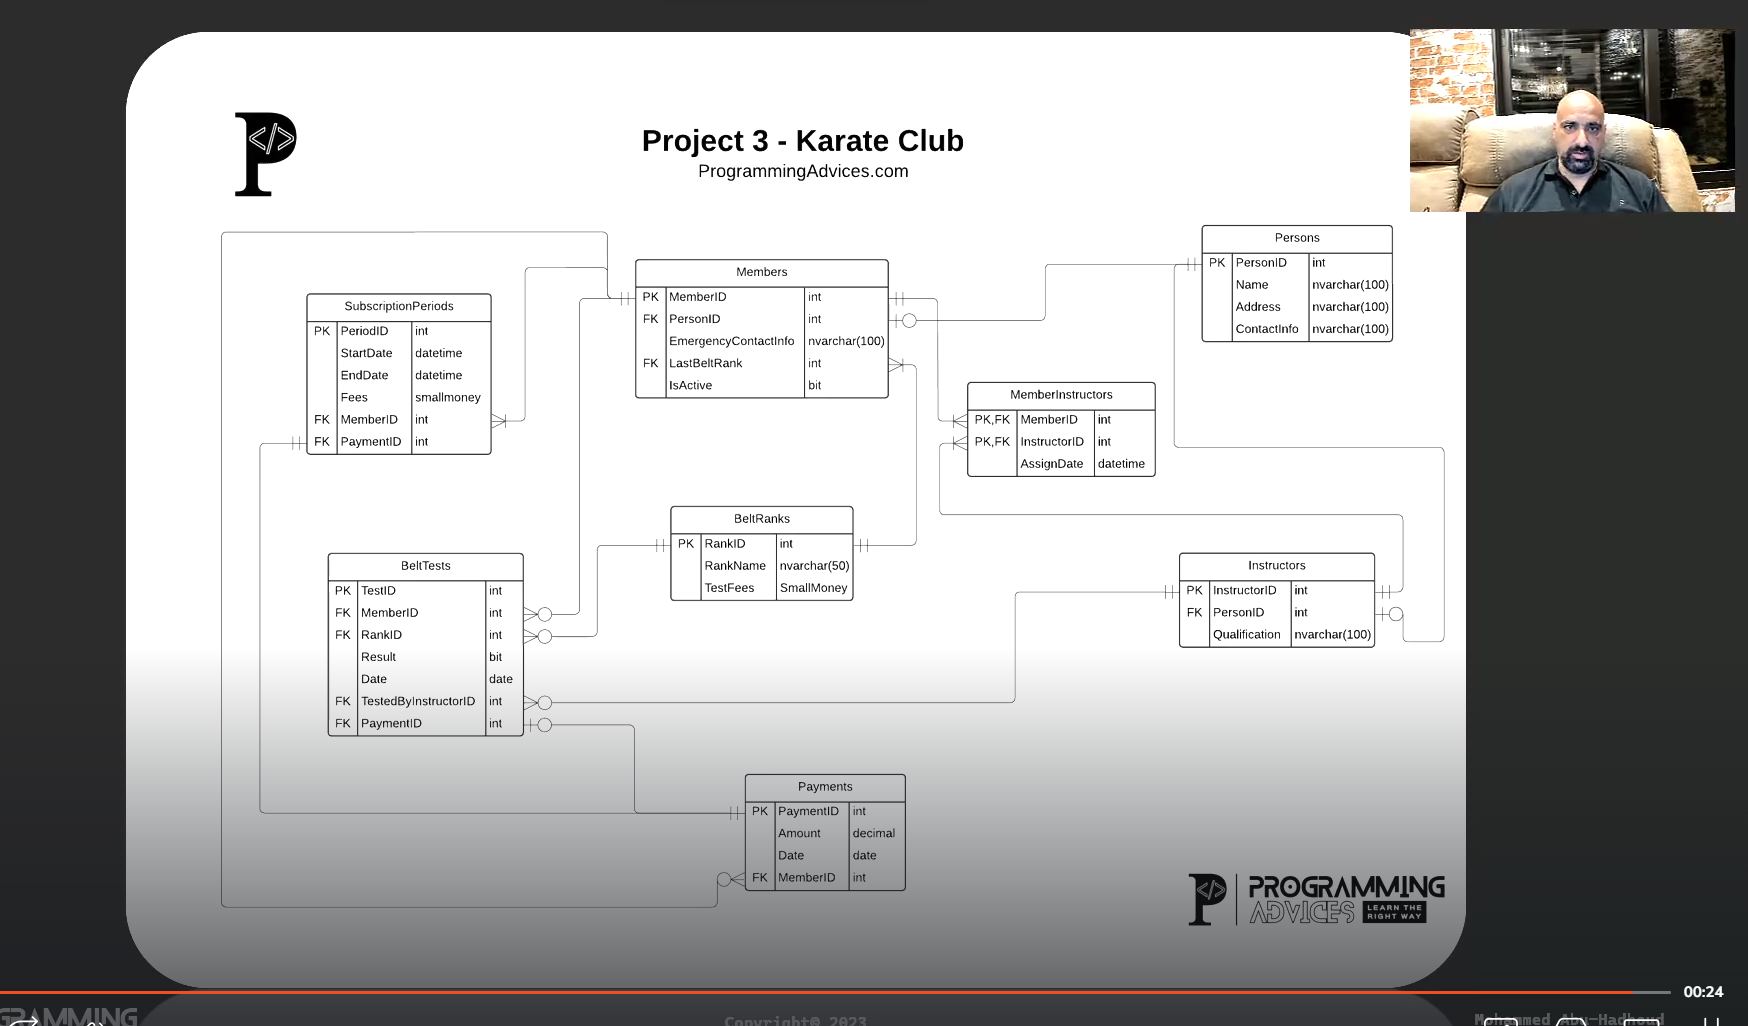 Project 3 - Karate Club
ProgrammingAdvices.com
Persons
PK PersonID int
Name nvarchar(100)
Address nvarchar(100)
ContactInfo nvarchar(100)
Members
PK MemberID int
FK PersonID int
EmergencyContactInfo nvarchar(100)
FK LastBeltRank int
IsActive bit
SubscriptionPeriods
PK PeriodID int
StartDate datetime
EndDate datetime
Fees smallmoney
FK MemberID int
FK PaymentID int
MemberInstructors
PK,FK MemberID int
PK,FK InstructorID int
AssignDate datetime
BeltRanks
PK RankID int
RankName nvarchar(50)
TestFees SmallMoney
BeltTests
PK TestID int
FK MemberID int
FK RankID int
Result bit
Date date
FK TestedByInstructorID int
FK PaymentID int
Instructors
PK InstructorID int
FK PersonID int
Qualification nvarchar(100)
Payments
PK PaymentID int
Amount decimal
Date date
FK MemberID int
P </>
PROGRAMMING
ADVICES LEARN THE
RIGHT WAY
00:24
Copyright© 2023
Mohammed Abu-Hadhoud